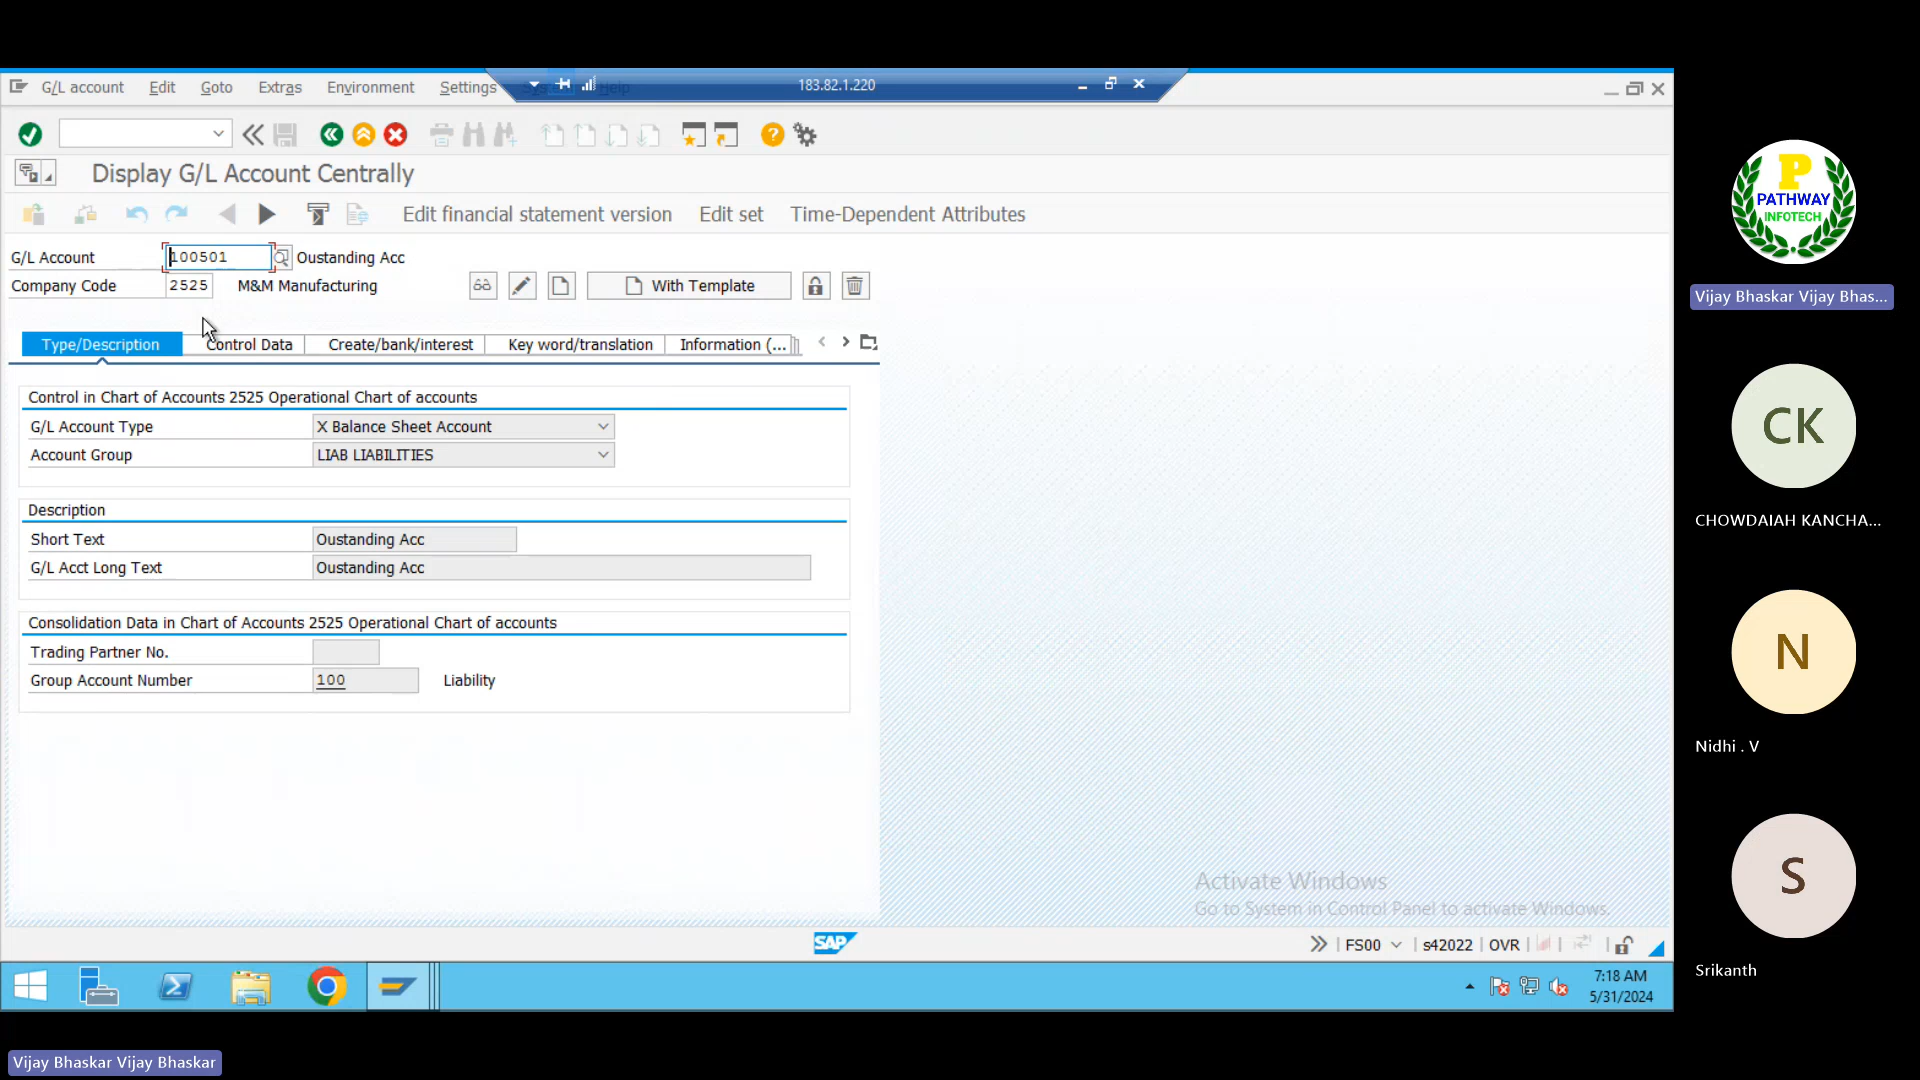 G/L account Edit Goto Extras Environment Settings Help
183.82.1.220
Display G/L Account Centrally
Edit financial statement version Edit set Time-Dependent Attributes
G/L Account 100501 Oustanding Acc
Company Code 2525 M&M Manufacturing With Template
Type/Description Control Data Create/bank/interest Key word/translation Information (...
Control in Chart of Accounts 2525 Operational Chart of accounts
G/L Account Type X Balance Sheet Account
Account Group LIAB LIABILITIES
Description
Short Text Oustanding Acc
G/L Acct Long Text Oustanding Acc
Consolidation Data in Chart of Accounts 2525 Operational Chart of accounts
Trading Partner No.
Group Account Number 100 Liability
Activate Windows
Go to System in Control Panel to activate Windows.
SAP FS00 s42022 OVR
7:18 AM
5/31/2024
P
PATHWAY
INFOTECH
Vijay Bhaskar Vijay Bhas...
CK
CHOWDAIAH KANCHA...
N
Nidhi . V
S
Srikanth
Vijay Bhaskar Vijay Bhaskar